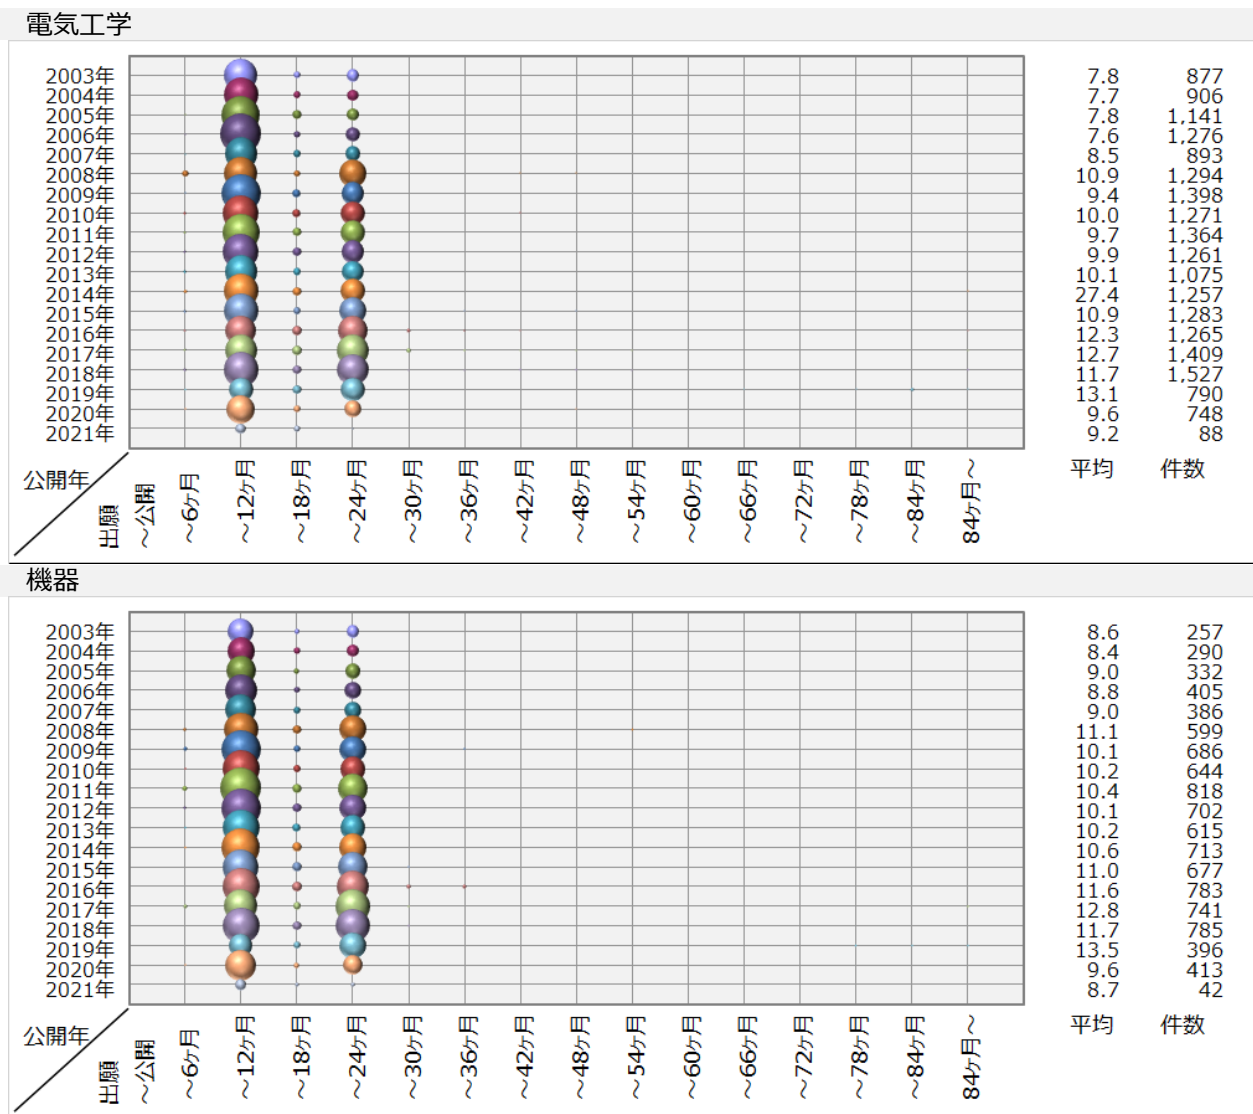 電気工学
2003年 7.8 877
2004年 7.7 906
2005年 7.8 1,141
2006年 7.6 1,276
2007年 8.5 893
2008年 10.9 1,294
2009年 9.4 1,398
2010年 10.0 1,271
2011年 9.7 1,364
2012年 9.9 1,261
2013年 10.1 1,075
2014年 27.4 1,257
2015年 10.9 1,283
2016年 12.3 1,265
2017年 12.7 1,409
2018年 11.7 1,527
2019年 13.1 790
2020年 9.6 748
2021年 9.2 88
公開年 平均 件数
出願 ～公開 ～6ヶ月 ～12ヶ月 ～18ヶ月 ～24ヶ月 ～30ヶ月 ～36ヶ月 ～42ヶ月 ～48ヶ月 ～54ヶ月 ～60ヶ月 ～66ヶ月 ～72ヶ月 ～78ヶ月 ～84ヶ月 84ヶ月～
機器
2003年 8.6 257
2004年 8.4 290
2005年 9.0 332
2006年 8.8 405
2007年 9.0 386
2008年 11.1 599
2009年 10.1 686
2010年 10.2 644
2011年 10.4 818
2012年 10.1 702
2013年 10.2 615
2014年 10.6 713
2015年 11.0 677
2016年 11.6 783
2017年 12.8 741
2018年 11.7 785
2019年 13.5 396
2020年 9.6 413
2021年 8.7 42
公開年 平均 件数
出願 ～公開 ～6ヶ月 ～12ヶ月 ～18ヶ月 ～24ヶ月 ～30ヶ月 ～36ヶ月 ～42ヶ月 ～48ヶ月 ～54ヶ月 ～60ヶ月 ～66ヶ月 ～72ヶ月 ～78ヶ月 ～84ヶ月 84ヶ月～